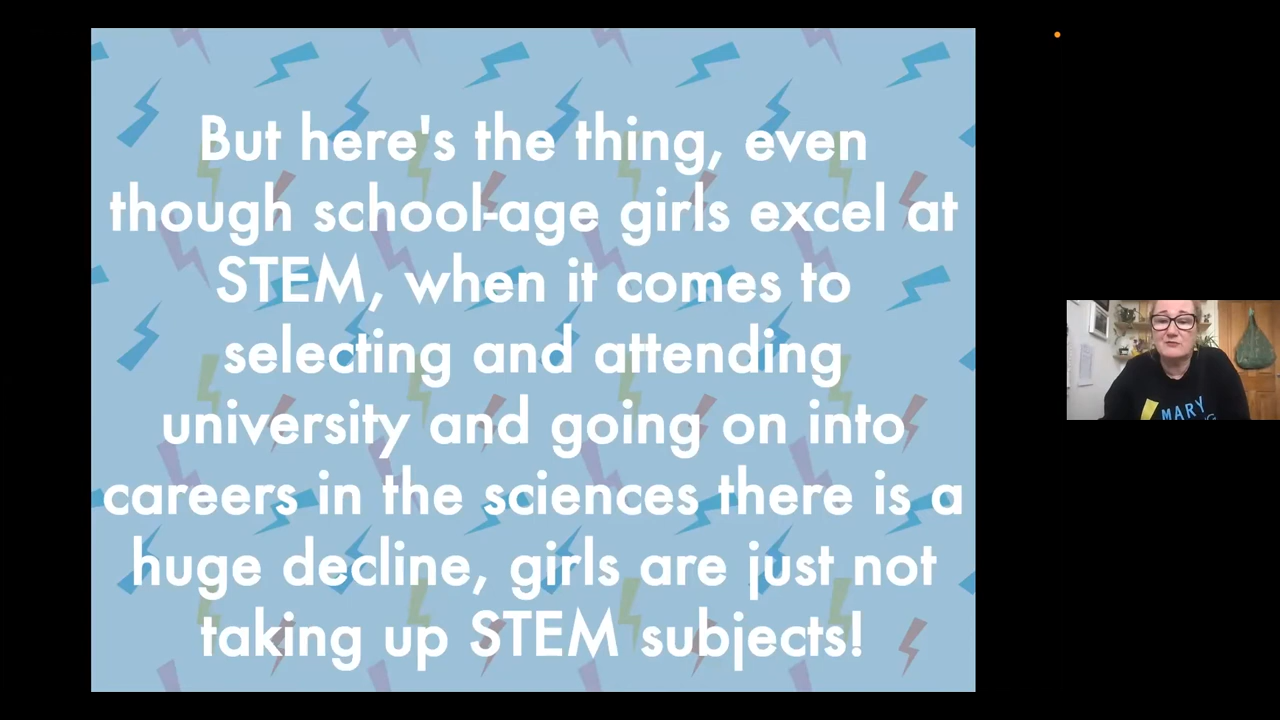 But here's the thing, even
though school-age girls excel at
STEM, when it comes to
selecting and attending
university and going on into
careers in the sciences there is a
huge decline, girls are just not
taking up STEM subjects!
MARY